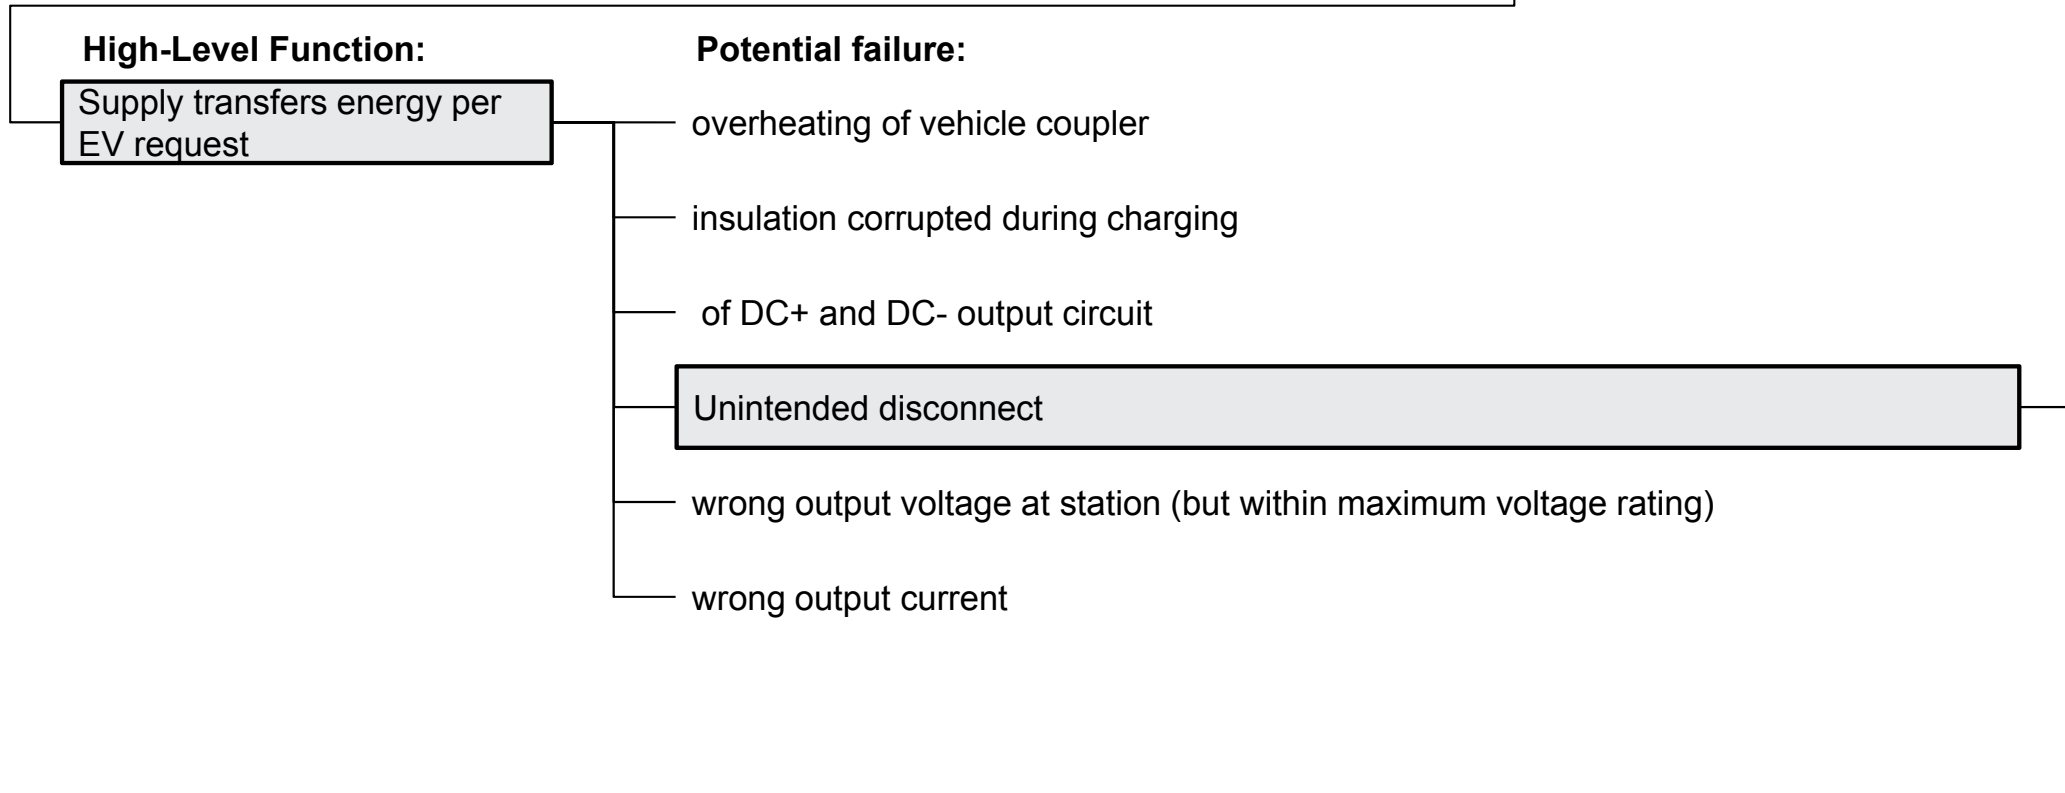 High-Level Function:
Potential failure:
Supply transfers energy per
EV request
overheating of vehicle coupler
insulation corrupted during charging
of DC+ and DC- output circuit
Unintended disconnect
wrong output voltage at station (but within maximum voltage rating)
wrong output current